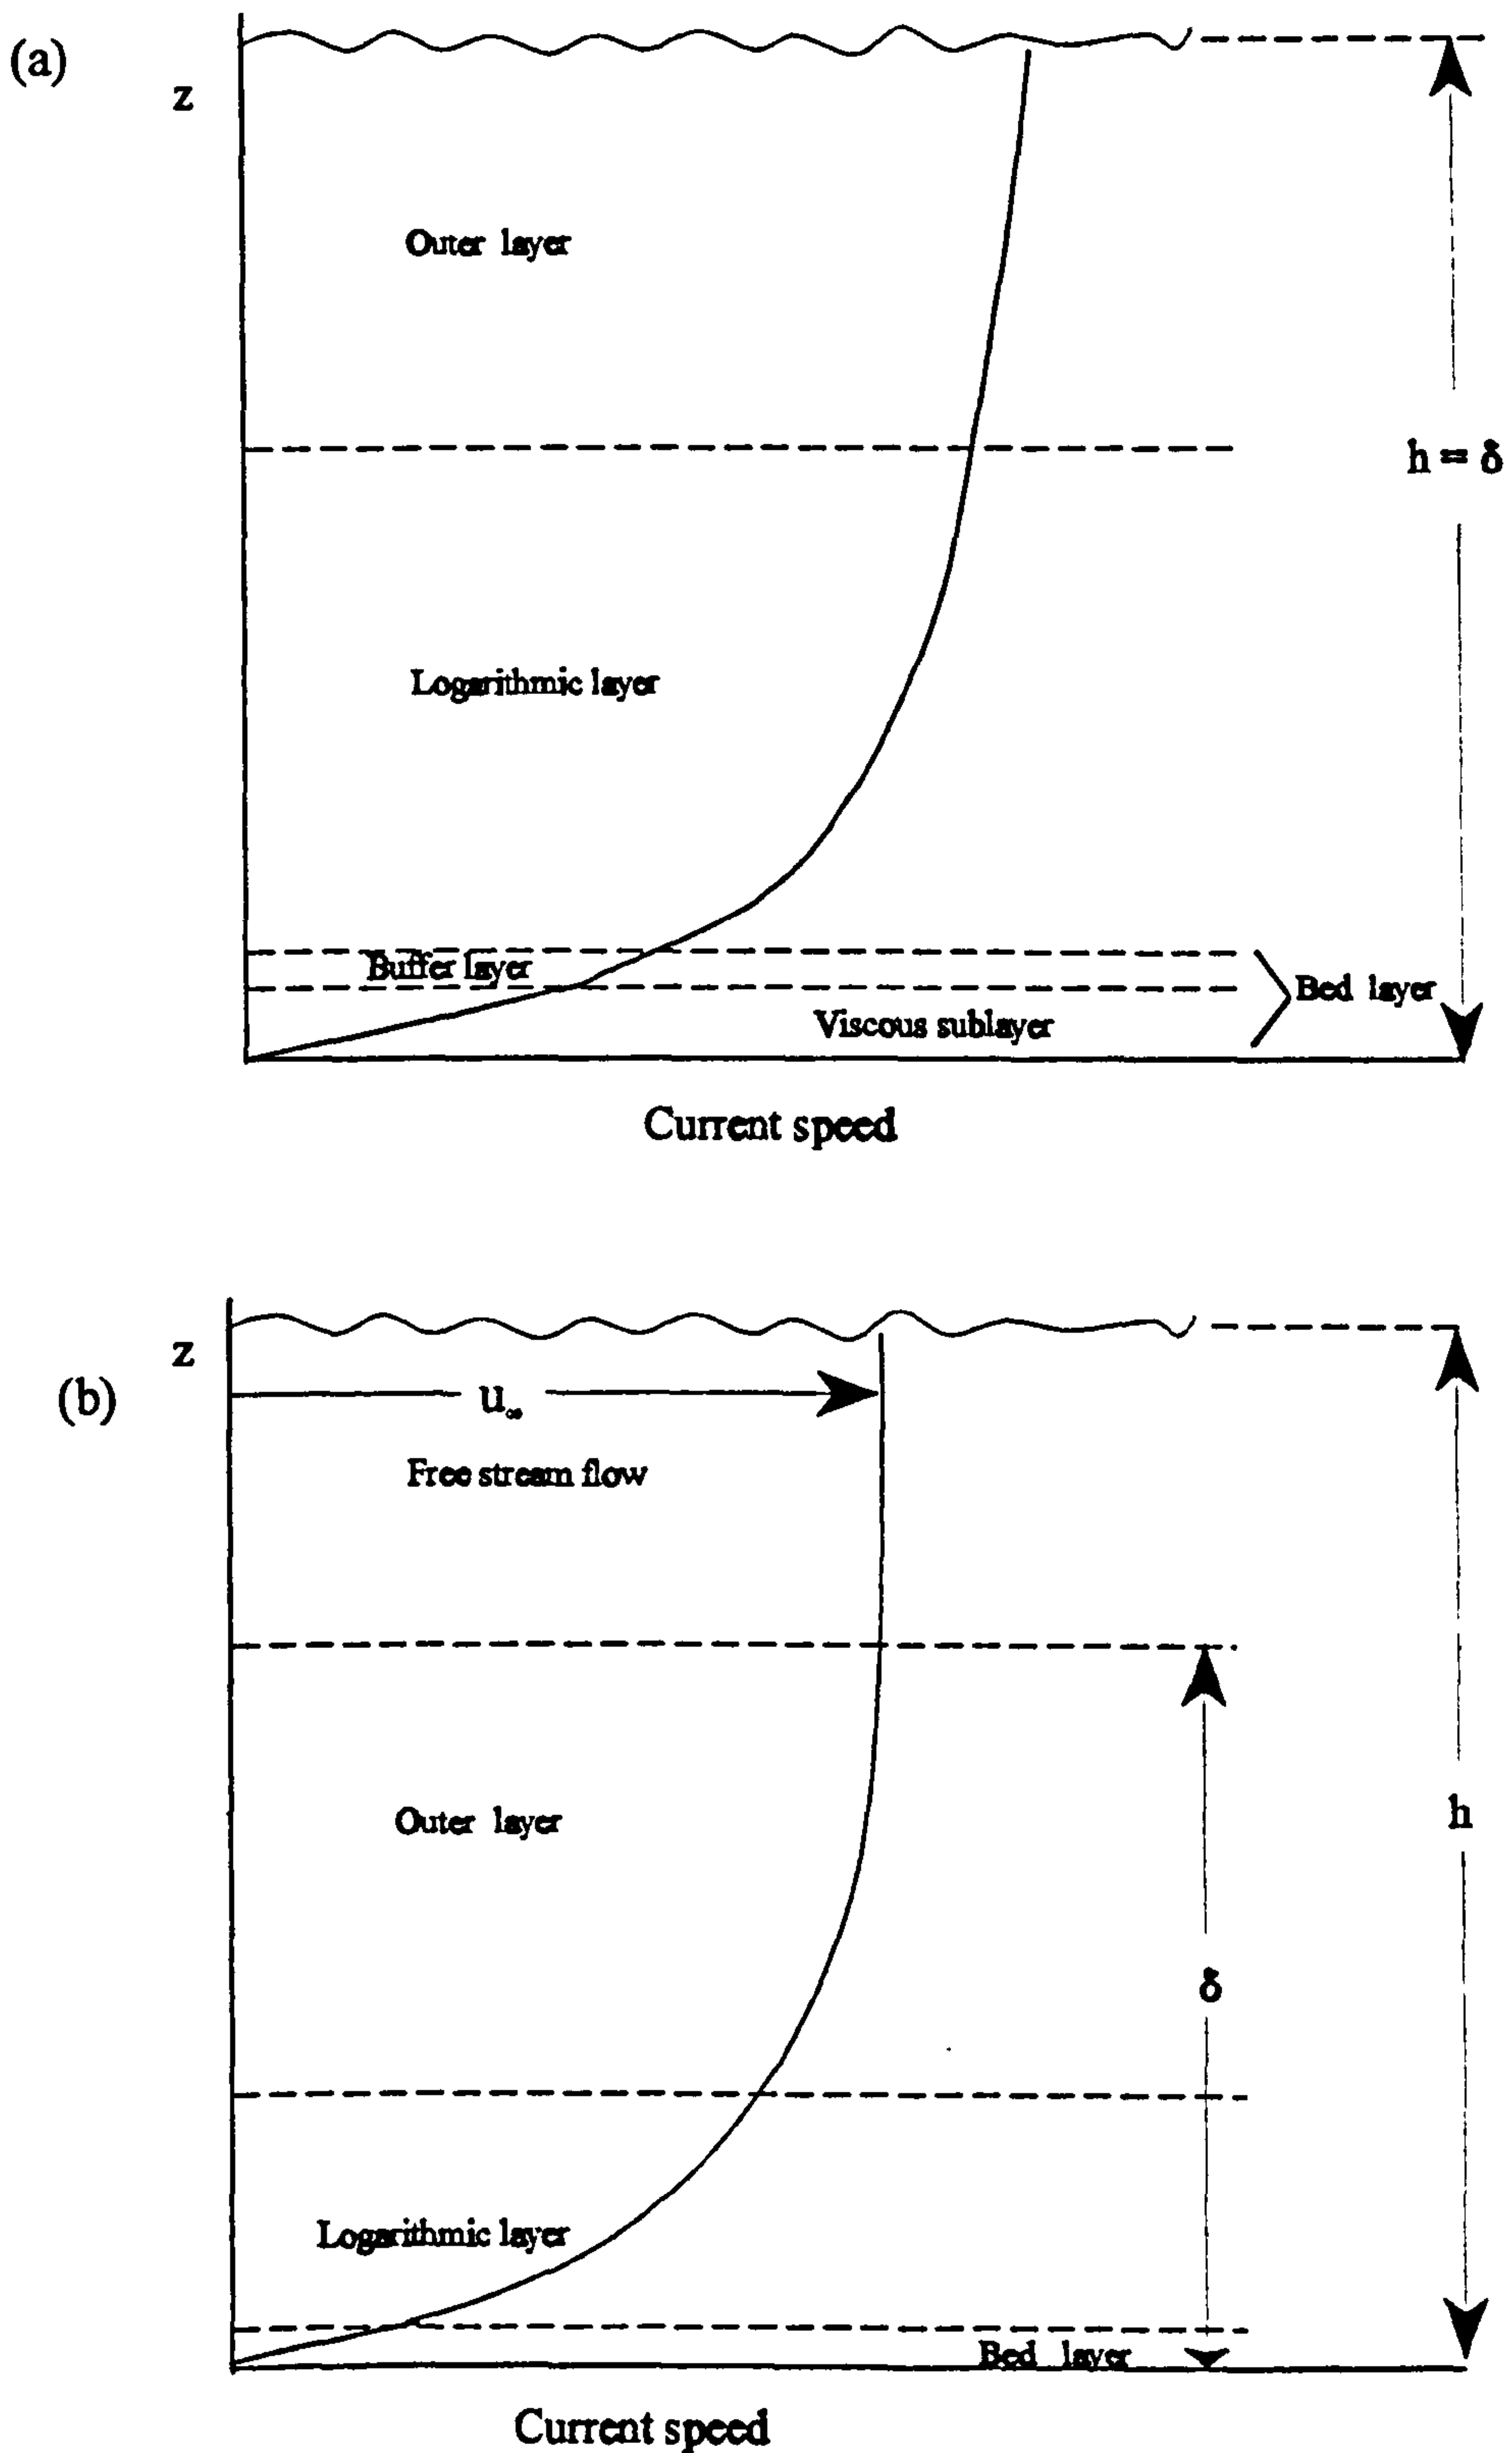 (a)
z
Outer layer
h = δ
Logarithmic layer
Buffer layer
Bed layer
Viscous sublayer
Current speed
z
(b)
u∞
Free stream flow
Outer layer
h
δ
Logarithmic layer
Bed layer
Current speed